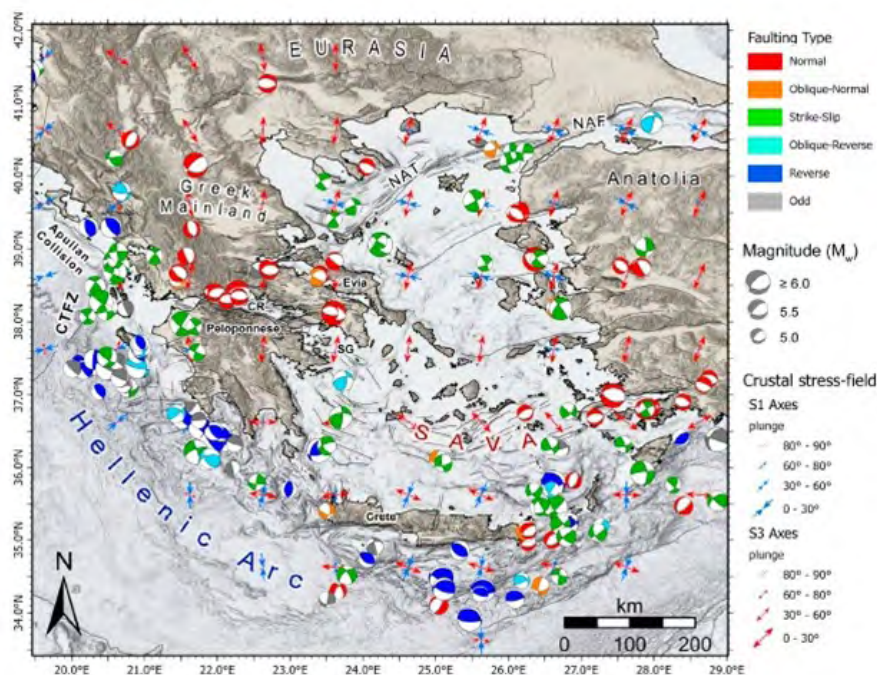 42.0°N
41.0°N
40.0°N
39.0°N
38.0°N
37.0°N
36.0°N
35.0°N
34.0°N
EURASIA
NAF
NAT
Greek
Mainland
Anatolia
Apulian
Collision
CTFZ
Evia
CR
Peloponnese
SG
SAVA
Hellenic Arc
Crete
N
km
0 100 200
20.0°E 21.0°E 22.0°E 23.0°E 24.0°E 25.0°E 26.0°E 27.0°E 28.0°E 29.0°E
Faulting Type
Normal
Oblique-Normal
Strike-Slip
Oblique-Reverse
Reverse
Odd
Magnitude (Mw)
≥ 6.0
5.5
5.0
Crustal stress-field
S1 Axes
plunge
80° - 90°
60° - 80°
30° - 60°
0 - 30°
S3 Axes
plunge
80° - 90°
60° - 80°
30° - 60°
0 - 30°